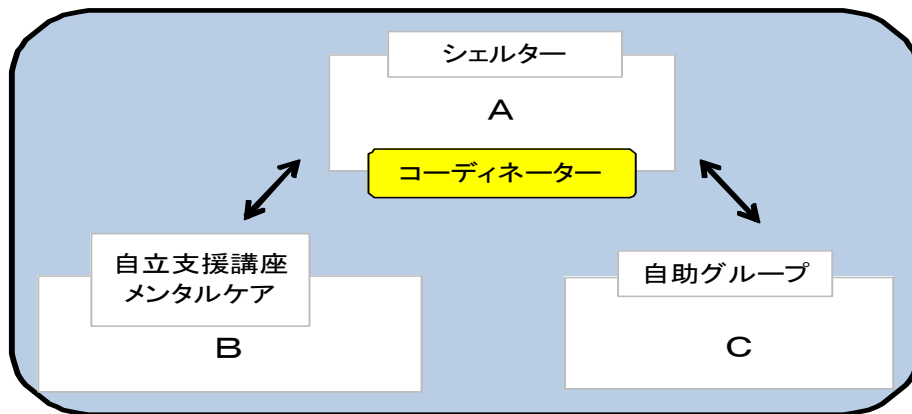 シェルター
A
コーディネーター
自立支援講座
メンタルケア
B
自助グループ
C